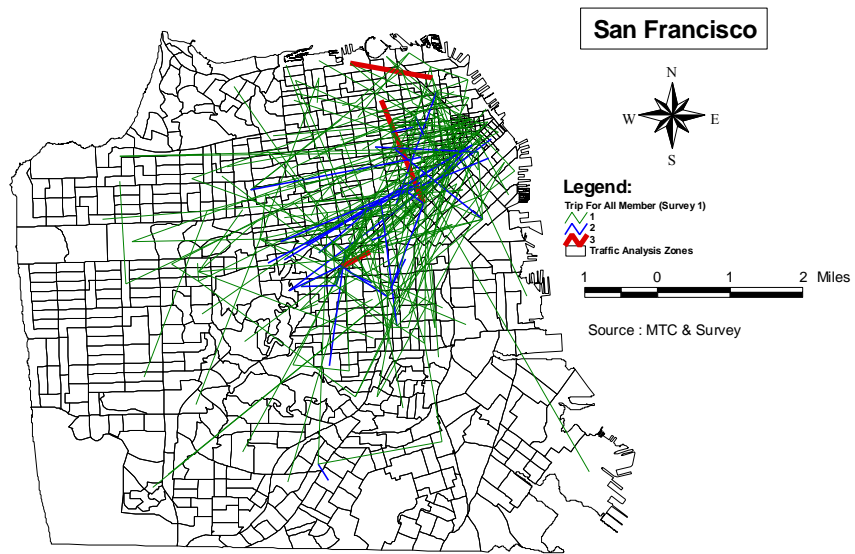 San Francisco
N
W E
S
Legend:
Trip For All Member (Survey 1)
1
2
3
Traffic Analysis Zones
1 0 1 2 Miles
Source : MTC & Survey